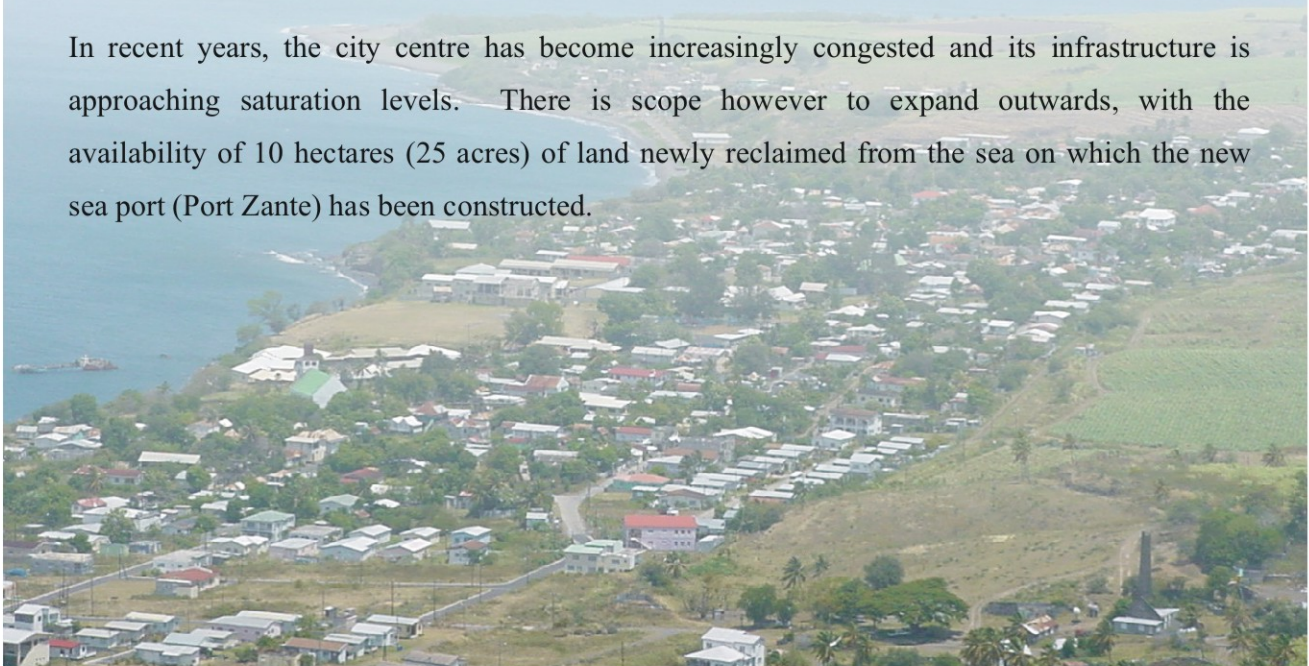 In recent years, the city centre has become increasingly congested and its infrastructure is
approaching saturation levels. There is scope however to expand outwards, with the
availability of 10 hectares (25 acres) of land newly reclaimed from the sea on which the new
sea port (Port Zante) has been constructed.